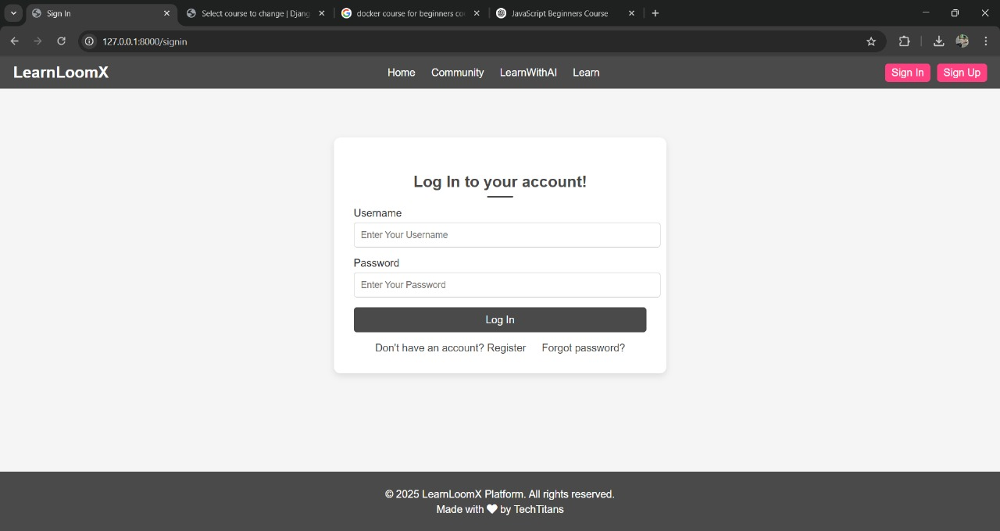 Sign In
Select course to change | Djang
docker course for beginners co
JavaScript Beginners Course
127.0.0.1:8000/signin
LearnLoomX
Home Community LearnWithAI Learn
Sign In Sign Up
Log In to your account!
Username
Enter Your Username
Password
Enter Your Password
Log In
Don't have an account? Register Forgot password?
© 2025 LearnLoomX Platform. All rights reserved.
Made with by TechTitans